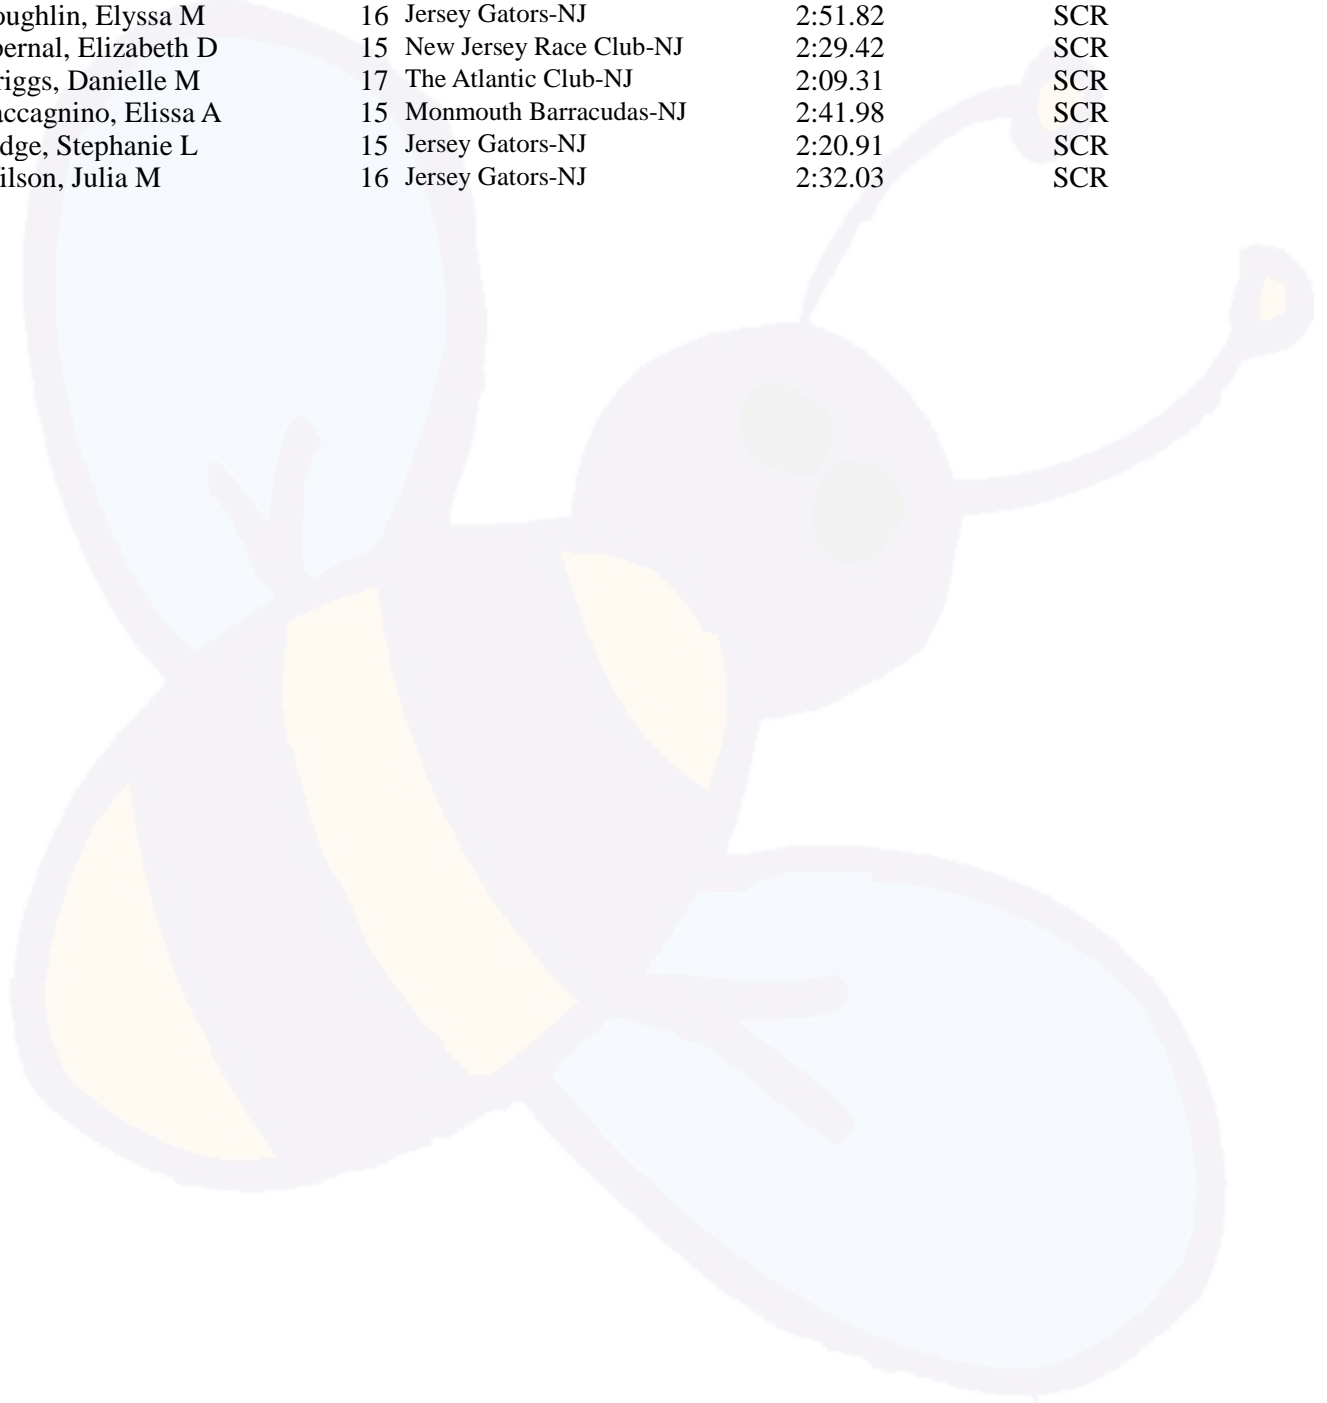 oughlin, Elyssa M 16 Jersey Gators-NJ 2:51.82 SCR
bernal, Elizabeth D 15 New Jersey Race Club-NJ 2:29.42 SCR
riggs, Danielle M 17 The Atlantic Club-NJ 2:09.31 SCR
accagnino, Elissa A 15 Monmouth Barracudas-NJ 2:41.98 SCR
dge, Stephanie L 15 Jersey Gators-NJ 2:20.91 SCR
ilson, Julia M 16 Jersey Gators-NJ 2:32.03 SCR